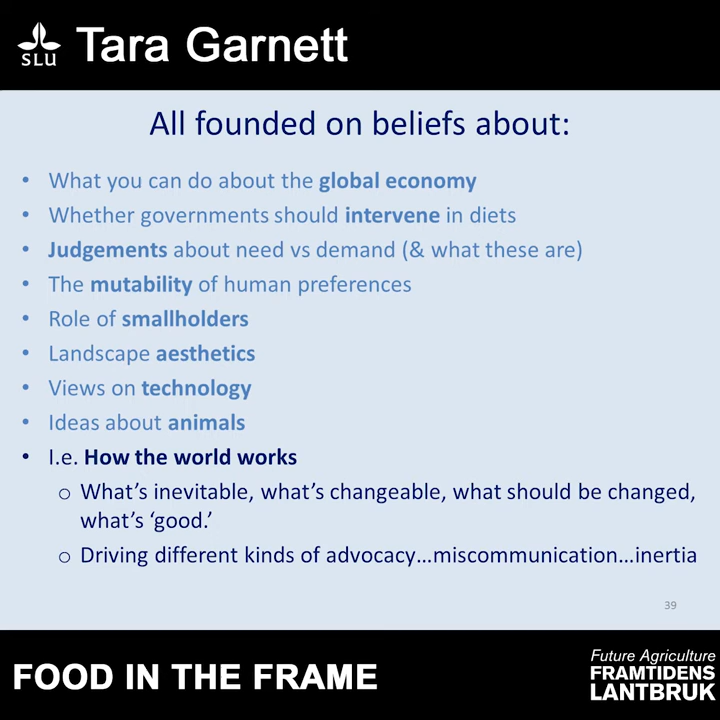 SLU
Tara Garnett
All founded on beliefs about:
• What you can do about the global economy
• Whether governments should intervene in diets
• Judgements about need vs demand (& what these are)
• The mutability of human preferences
• Role of smallholders
• Landscape aesthetics
• Views on technology
• Ideas about animals
• I.e. How the world works
o What’s inevitable, what’s changeable, what should be changed,
what’s ‘good.’
o Driving different kinds of advocacy…miscommunication…inertia
39
FOOD IN THE FRAME
Future Agriculture
FRAMTIDENS
LANTBRUK